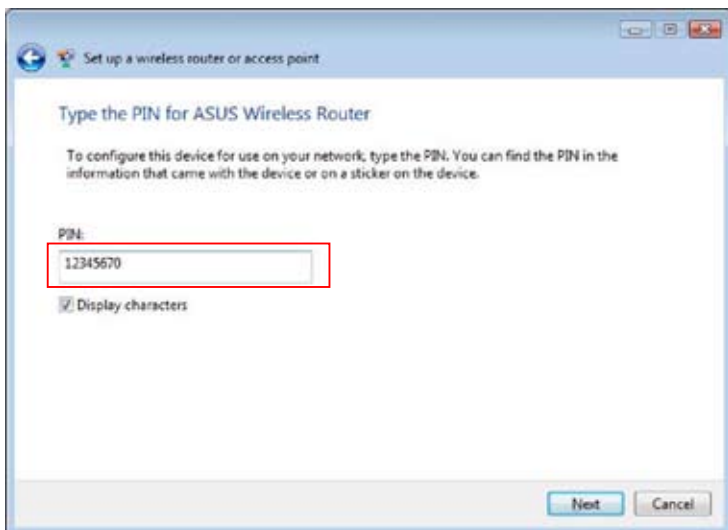 Set up a wireless router or access point
Type the PIN for ASUS Wireless Router
To configure this device for use on your network, type the PIN. You can find the PIN in the
information that came with the device or on a sticker on the device.
PIN:
12345670
Display characters
Next Cancel